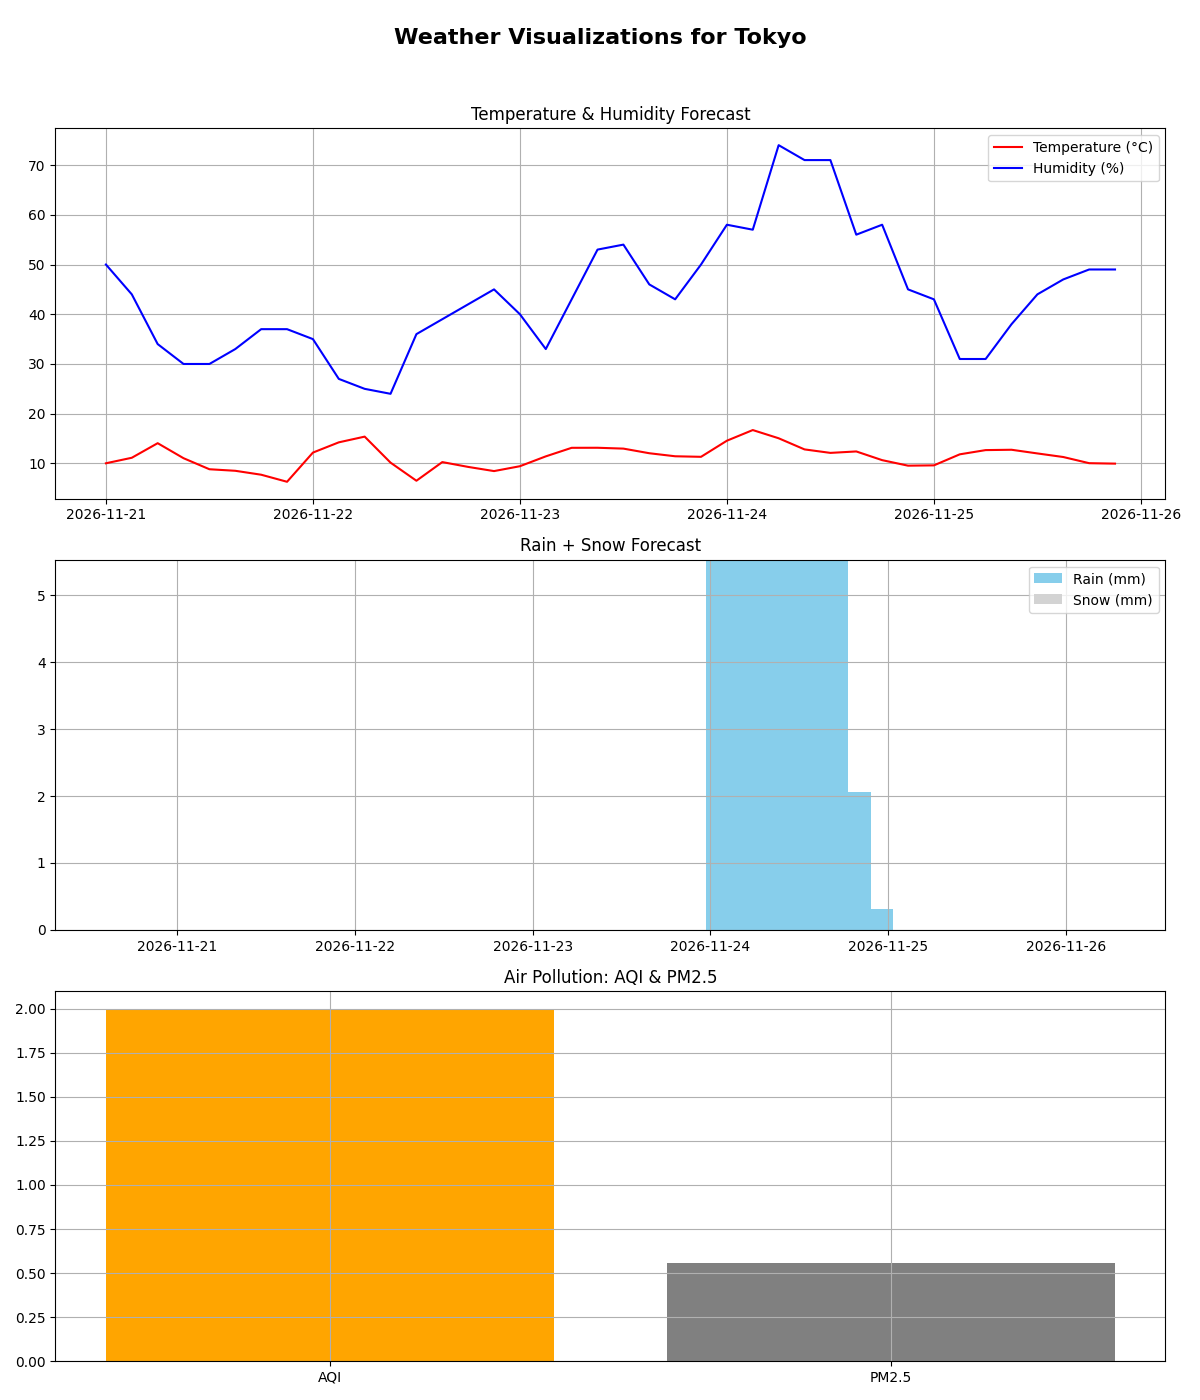 Weather Visualizations for Tokyo
Temperature & Humidity Forecast
Temperature (°C)
Humidity (%)
70
60
50
40
30
20
10
2026-11-21 2026-11-22 2026-11-23 2026-11-24 2026-11-25 2026-11-26
Rain + Snow Forecast
Rain (mm)
Snow (mm)
5
4
3
2
1
0
2026-11-21 2026-11-22 2026-11-23 2026-11-24 2026-11-25 2026-11-26
Air Pollution: AQI & PM2.5
2.00
1.75
1.50
1.25
1.00
0.75
0.50
0.25
0.00
AQI PM2.5